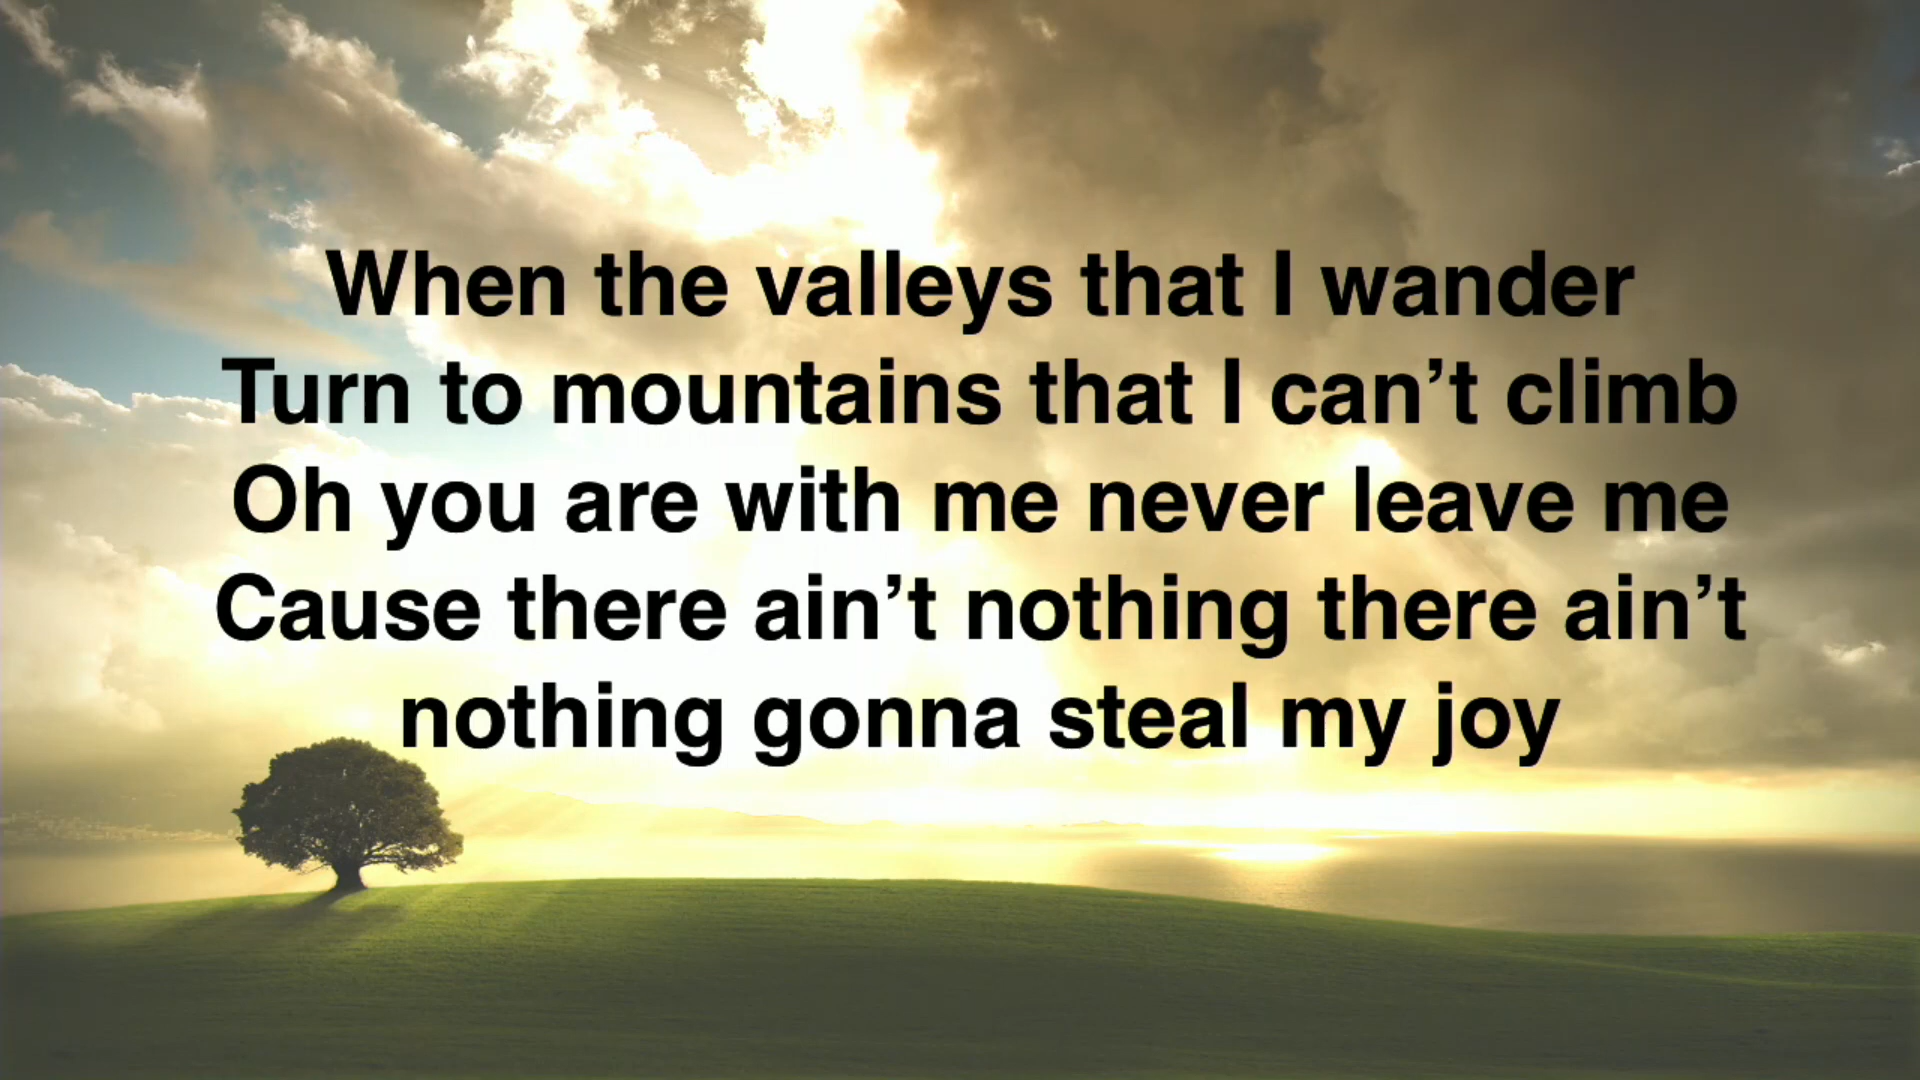 When the valleys that I wander
Turn to mountains that I can’t climb
Oh you are with me never leave me
Cause there ain’t nothing there ain’t
nothing gonna steal my joy